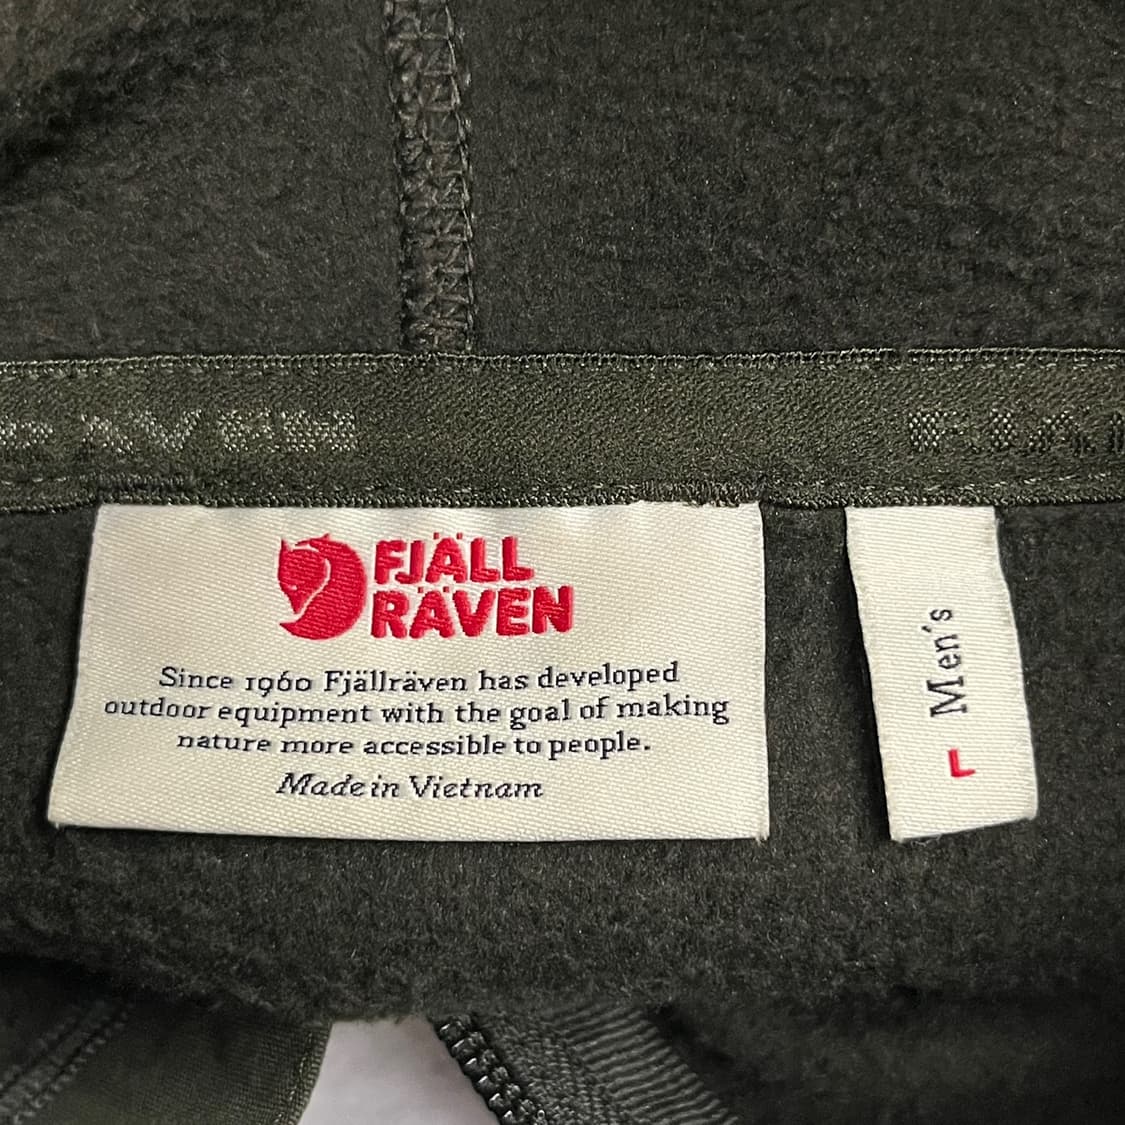 RÄVEN
FJÄLL
RÄVEN
Since 1960 Fjällräven has developed
outdoor equipment with the goal of making
nature more accessible to people.
Made in Vietnam
Men's
L